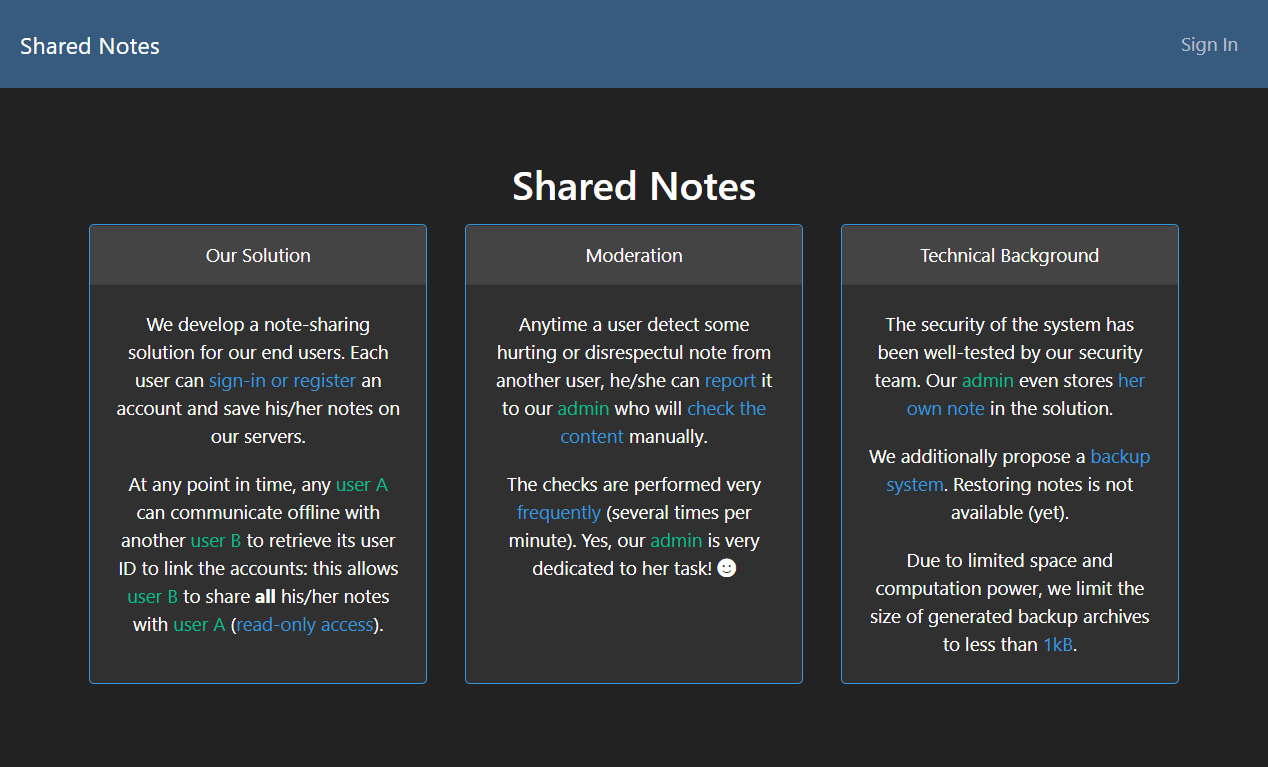 Shared Notes
Sign In
Shared Notes
Our Solution
We develop a note-sharing
solution for our end users. Each
user can sign-in or register an
account and save his/her notes on
our servers.
At any point in time, any user A
can communicate offline with
another user B to retrieve its user
ID to link the accounts: this allows
user B to share all his/her notes
with user A (read-only access).
Moderation
Anytime a user detect some
hurting or disrespectul note from
another user, he/she can report it
to our admin who will check the
content manually.
The checks are performed very
frequently (several times per
minute). Yes, our admin is very
dedicated to her task!
Technical Background
The security of the system has
been well-tested by our security
team. Our admin even stores her
own note in the solution.
We additionally propose a backup
system. Restoring notes is not
available (yet).
Due to limited space and
computation power, we limit the
size of generated backup archives
to less than 1kB.